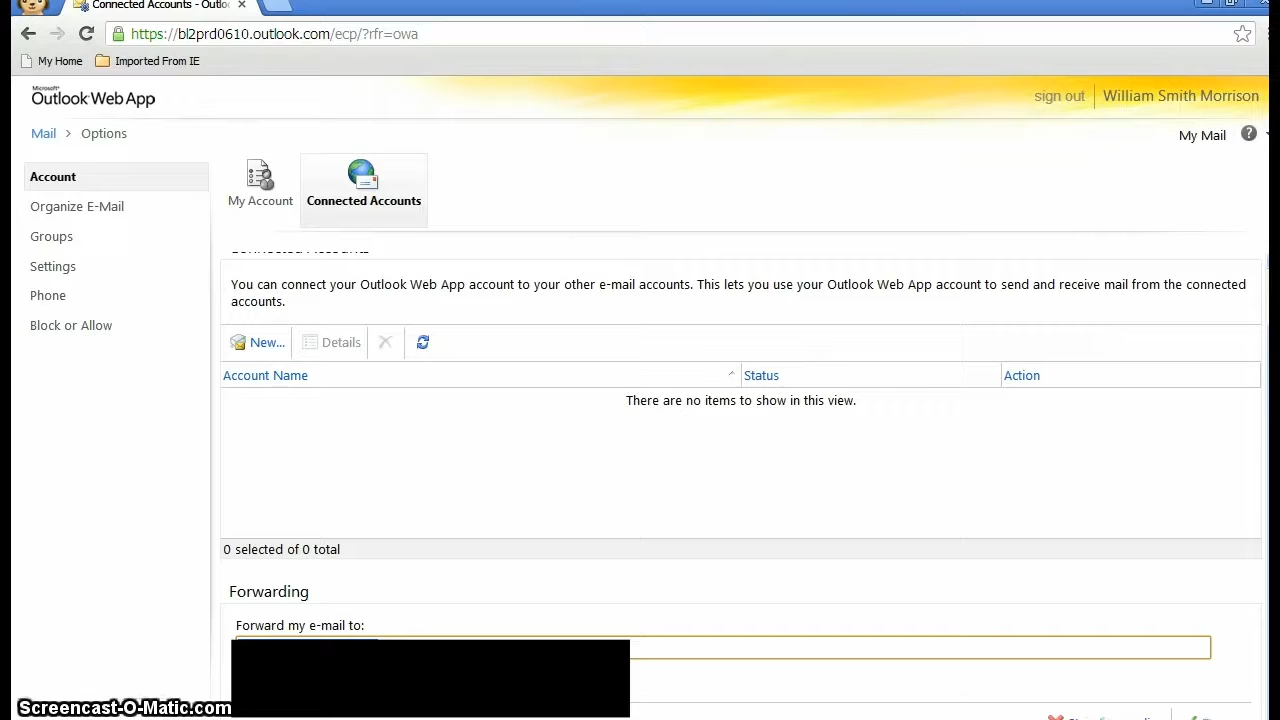 Connected Accounts - Outlo
https://bl2prd0610.outlook.com/ecp/?rfr=owa
My Home
Imported From IE
Microsoft
Outlook Web App
sign out
William Smith Morrison
Mail > Options
My Mail
Account
My Account
Connected Accounts
Organize E-Mail
Groups
Settings
Phone
Block or Allow
Connected Accounts
You can connect your Outlook Web App account to your other e-mail accounts. This lets you use your Outlook Web App account to send and receive mail from the connected
accounts.
New...
Details
Account Name
Status
Action
There are no items to show in this view.
0 selected of 0 total
Forwarding
Forward my e-mail to:
Screencast-O-Matic.com